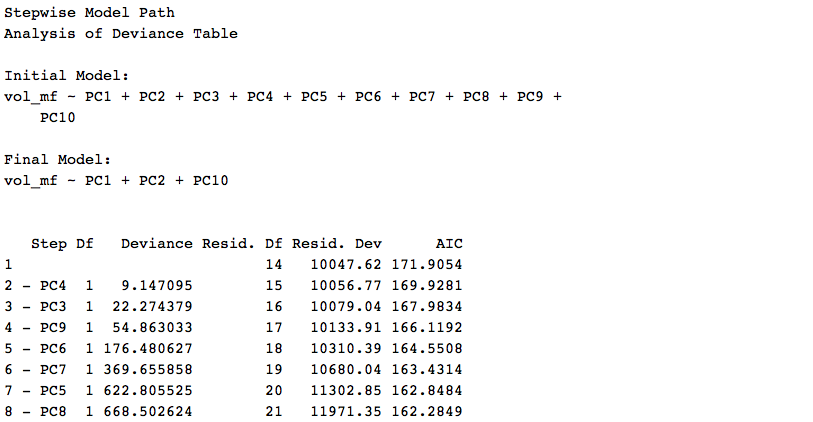 Stepwise Model Path
Analysis of Deviance Table
Initial Model:
vol_mf ~ PC1 + PC2 + PC3 + PC4 + PC5 + PC6 + PC7 + PC8 + PC9 +
    PC10
Final Model:
vol_mf ~ PC1 + PC2 + PC10
   Step Df   Deviance Resid. Df Resid. Dev      AIC
1                            14   10047.62 171.9054
2 - PC4  1   9.147095        15   10056.77 169.9281
3 - PC3  1  22.274379        16   10079.04 167.9834
4 - PC9  1  54.863033        17   10133.91 166.1192
5 - PC6  1 176.480627        18   10310.39 164.5508
6 - PC7  1 369.655858        19   10680.04 163.4314
7 - PC5  1 622.805525        20   11302.85 162.8484
8 - PC8  1 668.502624        21   11971.35 162.2849